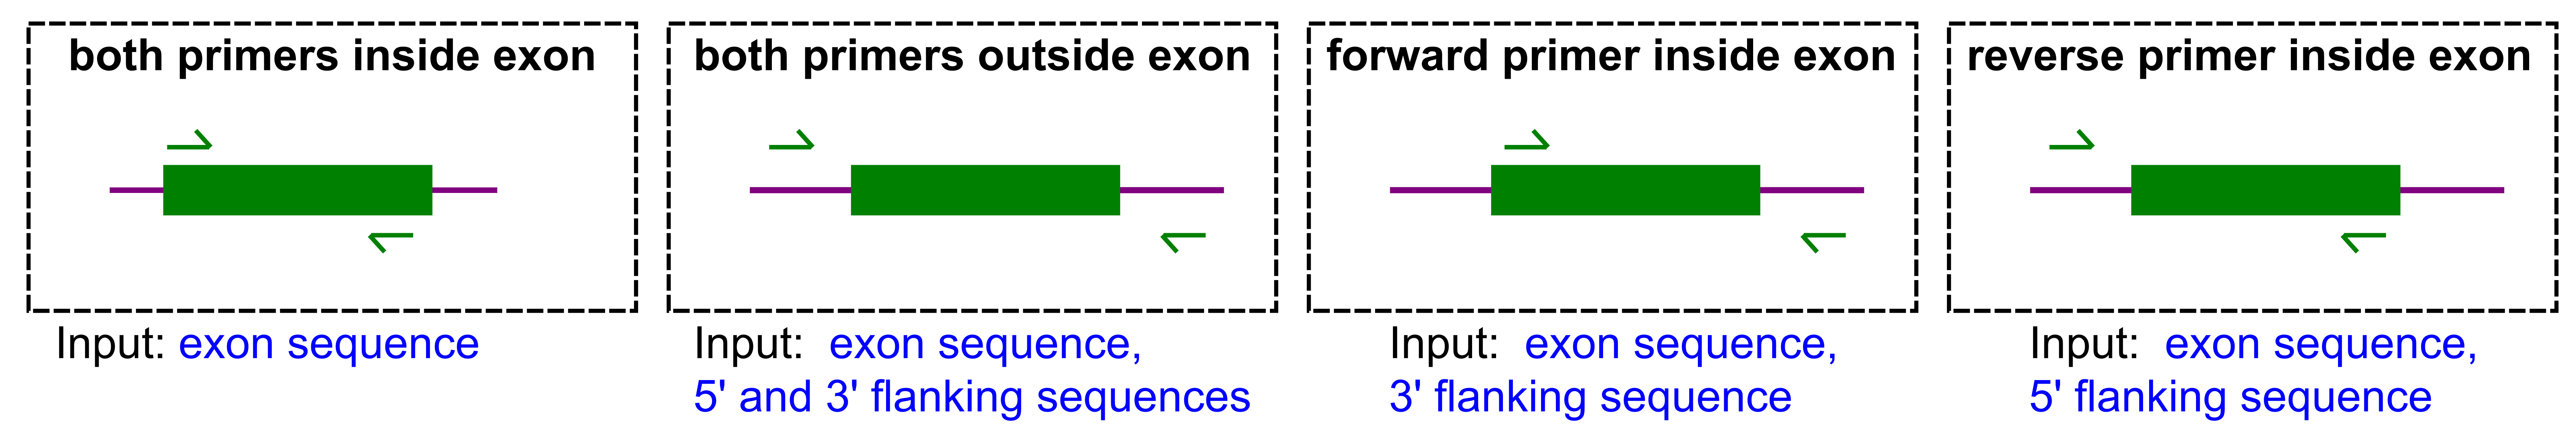 both primers inside exon
both primers outside exon
forward primer inside exon
reverse primer inside exon
Input: exon sequence
Input: exon sequence,
5' and 3' flanking sequences
Input: exon sequence,
3' flanking sequence
Input: exon sequence,
5' flanking sequence